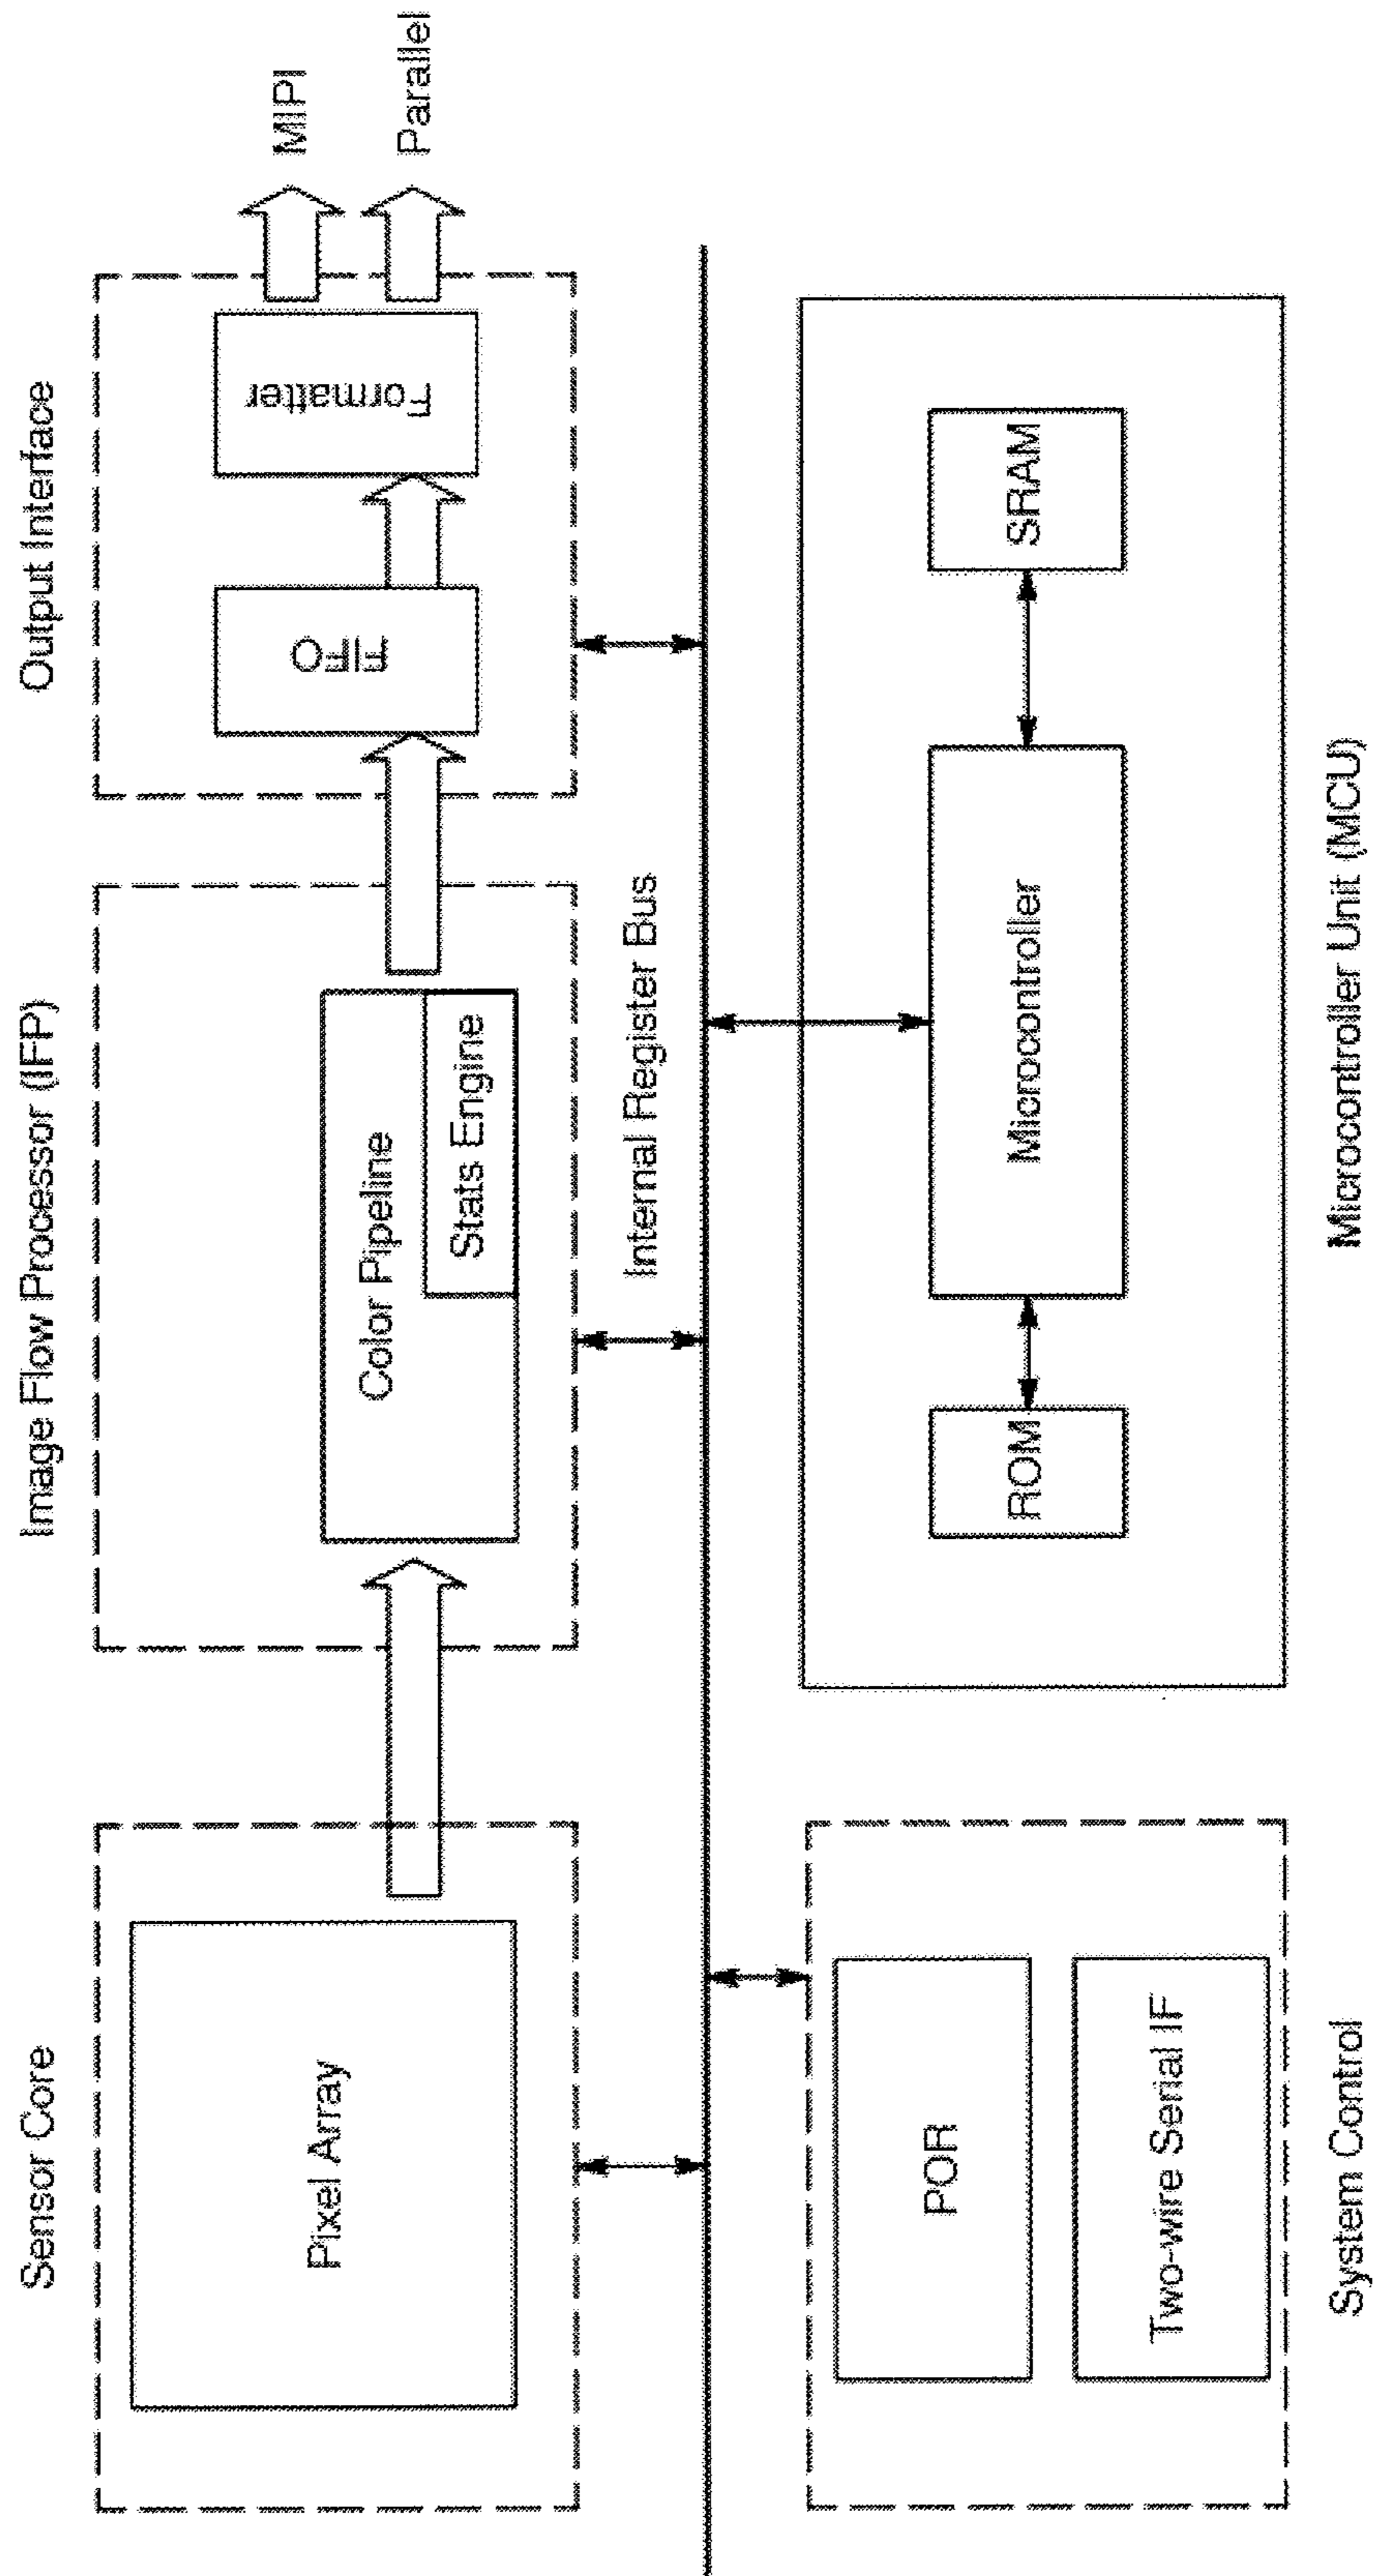 Sensor Core
Image Flow Processor (IFP)
Output Interface
Pixel Array
Color Pipeline
Stats Engine
FIFO
Formatter
MIPI
Parallel
Internal Register Bus
POR
Two-wire Serial IF
ROM
Microcontroller
SRAM
System Control
Microcontroller Unit (MCU)